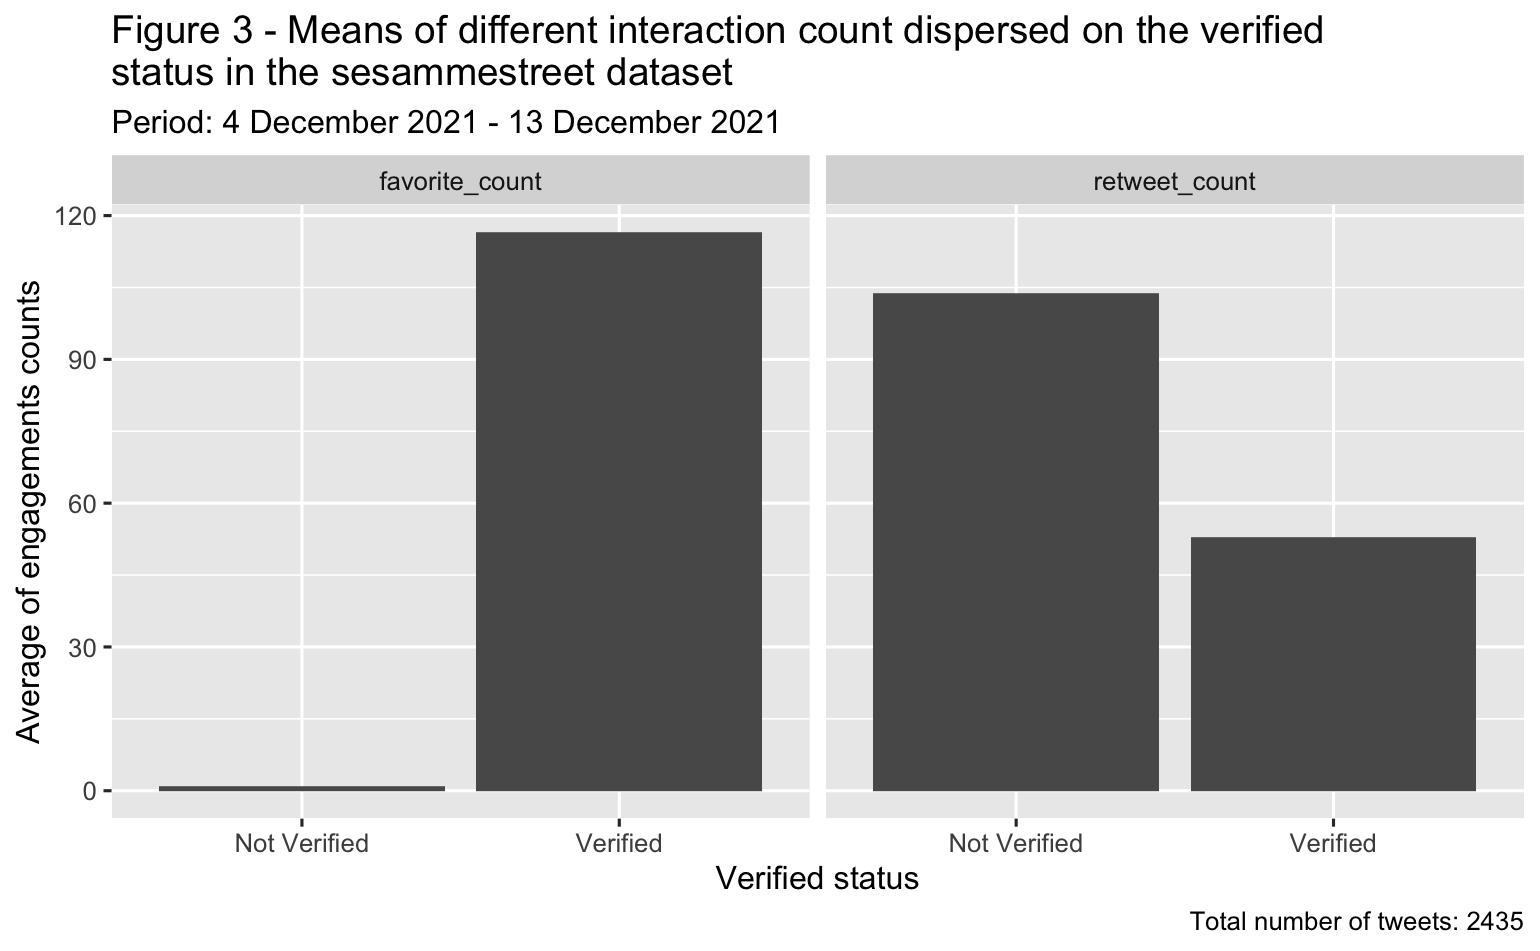 Figure 3 - Means of different interaction count dispersed on the verified
status in the sesammestreet dataset
Period: 4 December 2021 - 13 December 2021
favorite_count
retweet_count
Average of engagements counts
120
90
60
30
0
Not Verified
Verified
Not Verified
Verified
Verified status
Total number of tweets: 2435